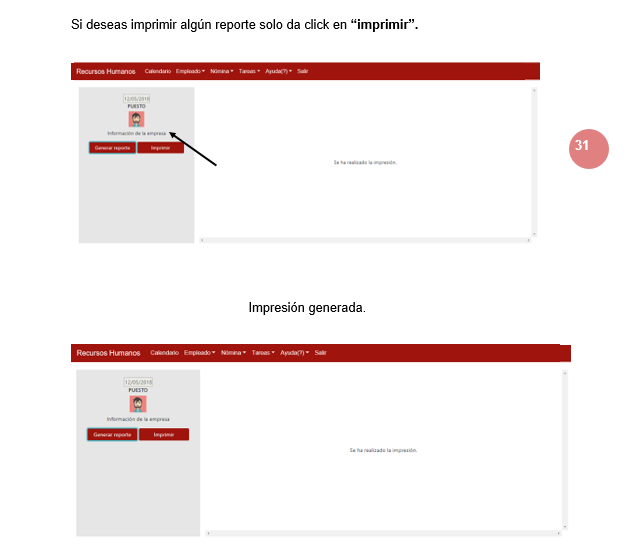 Si deseas imprimir algún reporte solo da click en “imprimir”.
Recursos Humanos Calendario Empleado Nómina Tareas Ayuda(?) Salir
12/05/2018
PUESTO
Información de la empresa
Generar reporte Imprimir
Se ha realizado la impresión.
31
Impresión generada.
Recursos Humanos Calendario Empleado Nómina Tareas Ayuda(?) Salir
12/05/2018
PUESTO
Información de la empresa
Generar reporte Imprimir
Se ha realizado la impresión.